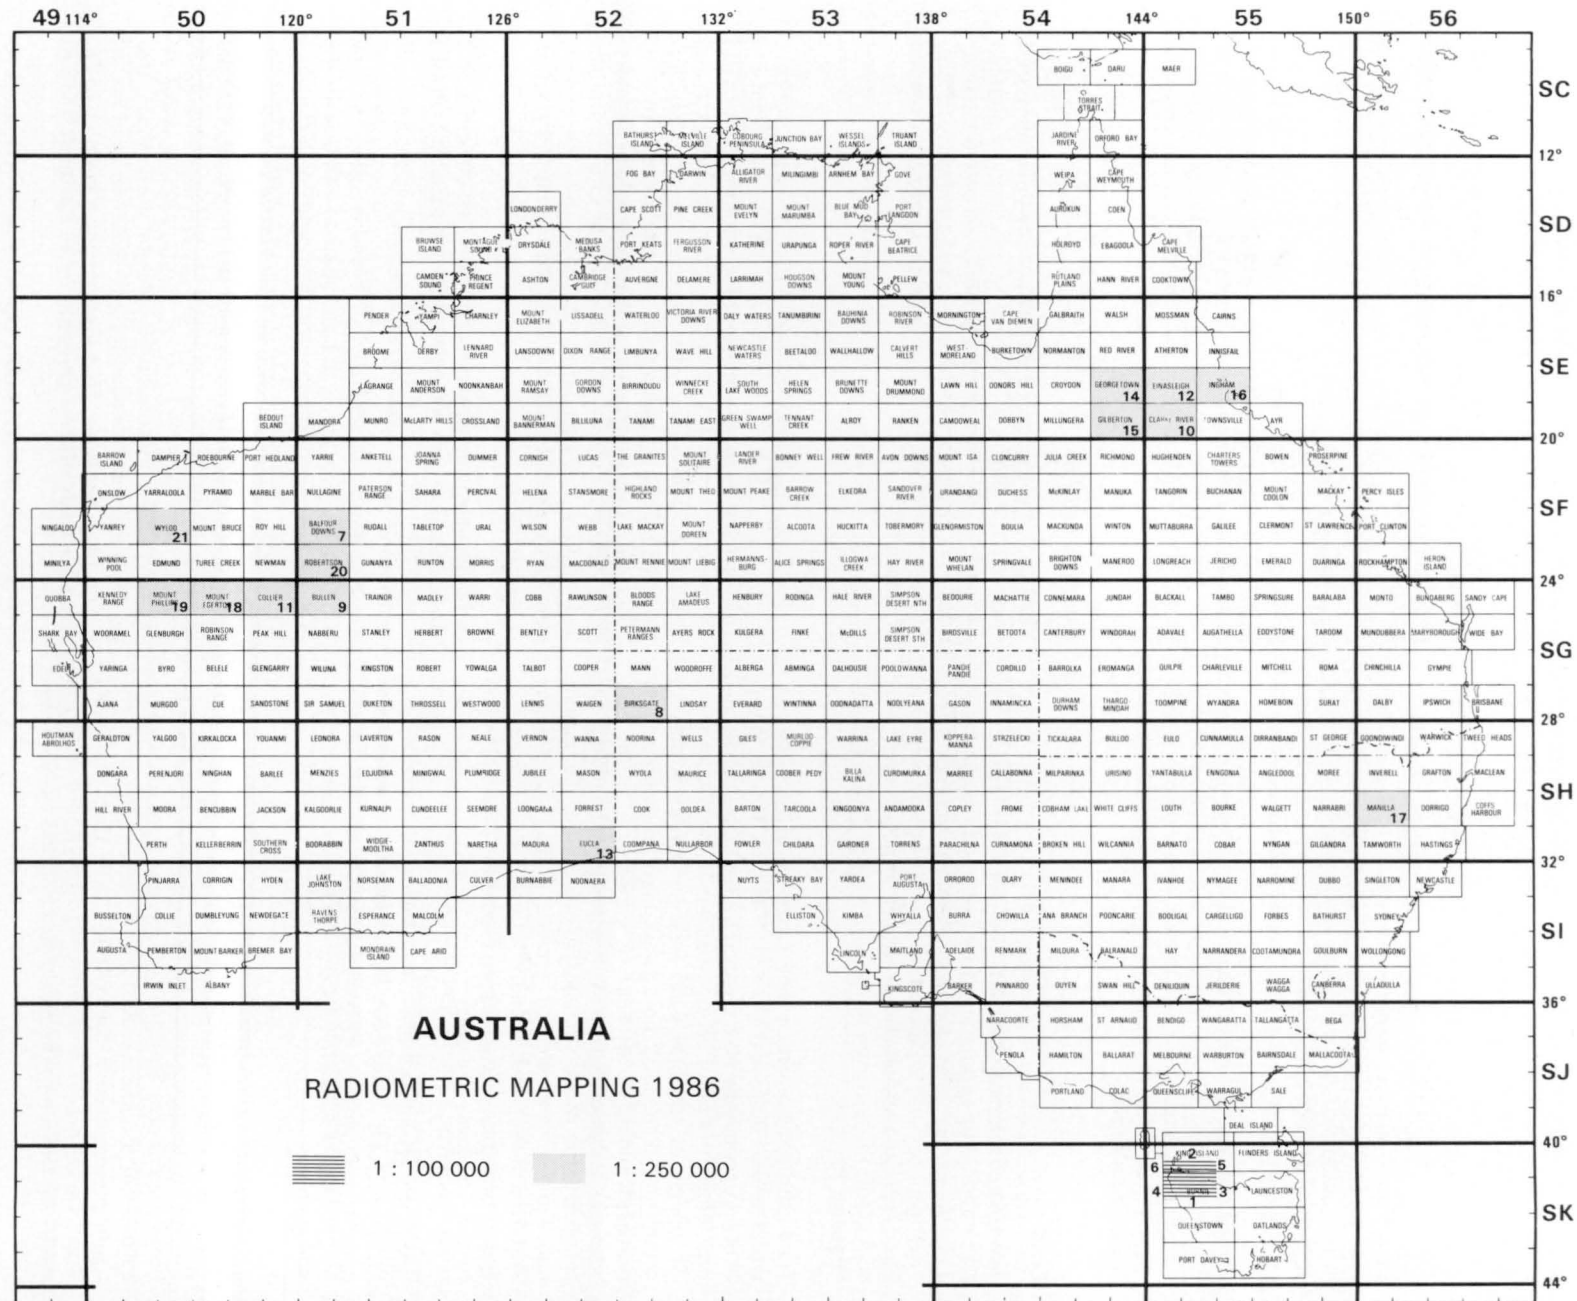 49 114° 50 120° 51 126° 52 132° 53 138° 54 144° 55 150° 56
BOIGU DARU MAER
SC
TORRES STRAIT
BATHURST ISLAND MELVILLE ISLAND COBOURG PENINSULA JUNCTION BAY WESSEL ISLANDS TRUANT ISLAND JARDINE RIVER ORFORD BAY
12°
FOG BAY DARWIN ALLIGATOR RIVER MILINGIMBI ARNHEM BAY GOVE WEIPA CAPE WEYMOUTH
LONDONDERRY CAPE SCOTT PINE CREEK MOUNT EVELYN MOUNT MARUMBA BLUE MUD BAY PORT LANGDON AURUKUN COEN
SD
BROWSE ISLAND MONTAGUE SOUND DRYSDALE MEDUSA BANKS PORT KEATS FERGUSSON RIVER KATHERINE URAPUNGA ROPER RIVER CAPE BEATRICE HOLROYD EBAGOOLA CAPE MELVILLE
CAMDEN SOUND PRINCE REGENT ASHTON CAMBRIDGE GULF AUVERGNE DELAMERE LARRIMAH HODGSON DOWNS MOUNT YOUNG PELLEW RUTLAND PLAINS HANN RIVER COOKTOWN
16°
PENDER YAMPI CHARNLEY MOUNT ELIZABETH LISSADELL WATERLOO VICTORIA RIVER DOWNS DALY WATERS TANUMBIRINI BAUHINIA DOWNS ROBINSON RIVER MORNINGTON CAPE VAN DIEMEN GALBRAITH WALSH MOSSMAN CAIRNS
BROOME DERBY LENNARD RIVER LANSDOWNE DIXON RANGE LIMBUNYA WAVE HILL NEWCASTLE WATERS BEETALOO WALLHALLOW CALVERT HILLS WEST MORELAND BURKETOWN NORMANTON RED RIVER ATHERTON INNISFAIL
SE
LAGRANGE MOUNT ANDERSON NOONKANBAH MOUNT RAMSAY GORDON DOWNS BIRRINDUDU WINNECKE CREEK SOUTH LAKE WOODS HELEN SPRINGS BRUNETTE DOWNS MOUNT DRUMMOND LAWN HILL DONORS HILL CROYDON GEORGETOWN 14 EINASLEIGH 12 INGHAM 16
BEDOUT ISLAND MANDORA MUNRO McLARTY HILLS CROSSLAND MOUNT BANNERMAN BILLILUNA TANAMI TANAMI EAST GREEN SWAMP WELL TENNANT CREEK ALROY RANKEN CAMOOWEAL DOBBYN MILLUNGERA GILBERTON 15 CLARKE RIVER 10 TOWNSVILLE AYR
20°
BARROW ISLAND DAMPIER ROEBOURNE PORT HEDLAND YARRIE ANKETELL JOANNA SPRING DUMMER CORNISH LUCAS THE GRANITES MOUNT SOLITAIRE LANDER RIVER BONNEY WELL FREW RIVER AVON DOWNS MOUNT ISA CLONCURRY JULIA CREEK RICHMOND HUGHENDEN CHARTERS TOWERS BOWEN PROSERPINE
ONSLOW YARRALOOLA PYRAMID MARBLE BAR NULLAGINE PATERSON RANGE SAHARA PERCIVAL HELENA STANSMORE HIGHLAND ROCKS MOUNT THEO MOUNT PEAKE BARROW CREEK ELKEDRA SANDOVER RIVER URANDANGI DUCHESS McKINLAY MANUKA TANGORIN BUCHANAN MOUNT COOLON MACKAY PERCY ISLES
SF
NINGALOO YANREY WYLOO 21 MOUNT BRUCE ROY HILL BALFOUR DOWNS 7 RUDALL TABLETOP URAL WILSON WEBB LAKE MACKAY MOUNT DOREEN NAPPERBY ALCOOTA HUCKITTA TOBERMORY GLENORMISTON BOULIA MACKUNDA WINTON MUTTABURRA GALILEE CLERMONT ST LAWRENCE PORT CLINTON
MINILYA WINNING POOL EDMUND TUREE CREEK NEWMAN ROBERTSON 20 GUNANYA RUNTON MORRIS RYAN MACDONALD MOUNT RENNIE MOUNT LIEBIG HERMANNS-BURG ALICE SPRINGS ILLOGWA CREEK HAY RIVER MOUNT WHELAN SPRINGVALE BRIGHTON DOWNS MANEROO LONGREACH JERICHO EMERALD DUARINGA ROCKHAMPTON HERON ISLAND
24°
QUOBBA KENNEDY RANGE MOUNT PHILLIPS 19 MOUNT EGERTON 18 COLLIER 11 BULLEN 9 TRAINOR MADLEY WARRI COBB RAWLINSON BLOODS RANGE LAKE AMADEUS HENBURY RODINGA HALE RIVER SIMPSON DESERT NTH BEDOURIE MACHATTIE CONNEMARA JUNDAH BLACKALL TAMBO SPRINGSURE BARALABA MONTO BUNDABERG SANDY CAPE
SHARK BAY WOORAMEL GLENBURGH ROBINSON RANGE PEAK HILL NABBERU STANLEY HERBERT BROWNE BENTLEY SCOTT PETERMANN RANGES AYERS ROCK KULGERA FINKE McDILLS SIMPSON DESERT STH BIRDSVILLE BETOOTA CANTERBURY WINDORAH ADAVALE AUGATHELLA EDDYSTONE TAROOM MUNDUBBERA MARYBOROUGH WIDE BAY
SG
EDEL YARINGA BYRO BELELE GLENGARRY WILUNA KINGSTON ROBERT YOWALGA TALBOT COOPER MANN WOODROFFE ALBERGA ABMINGA DALHOUSIE POOLOWANNA PANDIE PANDIE CORDILLO BARROLKA EROMANGA QUILPIE CHARLEVILLE MITCHELL ROMA CHINCHILLA GYMPIE
AJANA MURGOO CUE SANDSTONE SIR SAMUEL DUKETON THROSSELL WESTWOOD LENNIS WAIGEN BIRKSGATE 8 LINDSAY EVERARD WINTINNA OODNADATTA NOOLYEANA GASON INNAMINCKA DURHAM DOWNS THARGO MINDAH TOOMPINE WYANDRA HOMEBOIN SURAT DALBY IPSWICH BRISBANE
28°
HOUTMAN ABROLHOS GERALDTON YALGOO KIRKALOCKA YOUANMI LEONORA LAVERTON RASON NEALE VERNON WANNA NOORINA WELLS GILES MURLOO-COPPIE WARRINA LAKE EYRE KOPPERA-MANNA STRZELECKI TICKALARA BULLOO EULO CUNNAMULLA DIRRANBANDI ST GEORGE GOONDIWINDI WARWICK TWEED HEADS
DONGARA PERENJORI NINGHAN BARLEE MENZIES EDJUDINA MINIGWAL PLUMRIDGE JUBILEE MASON WYOLA MAURICE TALLARINGA COOBER PEDY BILLA KALINA CURDIMURKA MARREE CALLABONNA MILPARINKA URISINO YANTABULLA ENNGONIA ANGLEDOOL MOREE INVERELL GRAFTON MACLEAN
SH
HILL RIVER MOORA BENCUBBIN JACKSON KALGOORLIE KURNALPI CUNDEELEE SEEMORE LOONGANA FORREST COOK OOLDEA BARTON TARCOOLA KINGOONYA ANDAMOOKA COPLEY FROME COBHAM LAKE WHITE CLIFFS LOUTH BOURKE WALGETT NARRABRI MANILLA 17 DORRIGO COFFS HARBOUR
PERTH KELLERBERRIN SOUTHERN CROSS BOORABBIN WIDGIE-MOOLTHA ZANTHUS NARETHA MADURA EUCLA 13 COOMPANA NULLARBOR FOWLER CHILDARA GAIRDNER TORRENS PARACHILNA CURNAMONA BROKEN HILL WILCANNIA BARNATO COBAR NYNGAN GILGANDRA TAMWORTH HASTINGS
32°
PINJARRA CORRIGIN HYDEN LAKE JOHNSTON NORSEMAN BALLADONIA CULVER BURNABBIE NOONAERA NUYTS STREAKY BAY YARDEA PORT AUGUSTA ORROROO OLARY MENINDEE MANARA IVANHOE NYMAGEE NARROMINE DUBBO SINGLETON NEWCASTLE
BUSSELTON COLLIE DUMBLEYUNG NEWDEGATE RAVENS THORPE ESPERANCE MALCOLM ELLISTON KIMBA WHYALLA BURRA CHOWILLA ANA BRANCH POONCARIE BOOLIGAL CARGELLIGO FORBES BATHURST SYDNEY
SI
AUGUSTA PEMBERTON MOUNT BARKER BREMER BAY MONDRAIN ISLAND CAPE ARID LINCOLN MAITLAND ADELAIDE RENMARK MILDURA BALRANALD HAY NARRANDERA COOTAMUNDRA GOULBURN WOLLONGONG
IRWIN INLET ALBANY KINGSCOTE BARKER PINNAROO OUYEN SWAN HILL DENILIQUIN JERILDERIE WAGGA WAGGA CANBERRA ULLADULLA
36°
AUSTRALIA
NARACOORTE HORSHAM ST ARNAUD BENDIGO WANGARATTA TALLANGATTA BEGA
PENOLA HAMILTON BALLARAT MELBOURNE WARBURTON BAIRNSDALE MALLACOOTA
SJ
RADIOMETRIC MAPPING 1986
PORTLAND COLAC QUEENSCLIFF WARRAGUL SALE
DEAL ISLAND
40°
1 : 100 000 1 : 250 000
KING ISLAND 2 FLINDERS ISLAND
6 5
4 BURNIE 3 LAUNCESTON
1
SK
QUEENSTOWN OATLANDS
PORT DAVEY HOBART
44°